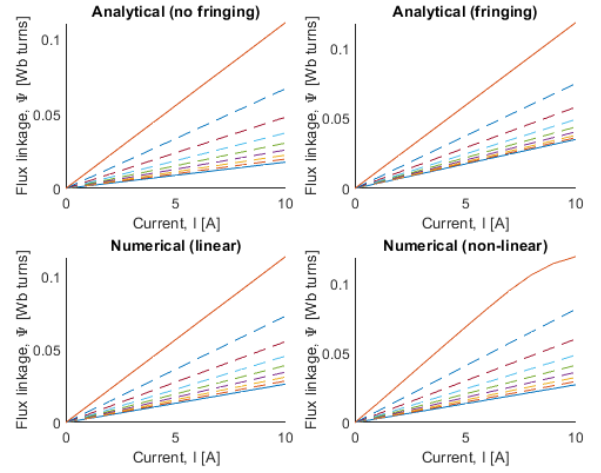 Analytical (no fringing)
Flux linkage, Ψ [Wb turns]
0.1
0.05
0
0
5
10
Current, I [A]
Analytical (fringing)
Flux linkage, Ψ [Wb turns]
0.1
0.05
0
0
5
10
Current, I [A]
Numerical (linear)
Flux linkage, Ψ [Wb turns]
0.1
0.05
0
0
5
10
Current, I [A]
Numerical (non-linear)
Flux linkage, Ψ [Wb turns]
0.1
0.05
0
0
5
10
Current, I [A]